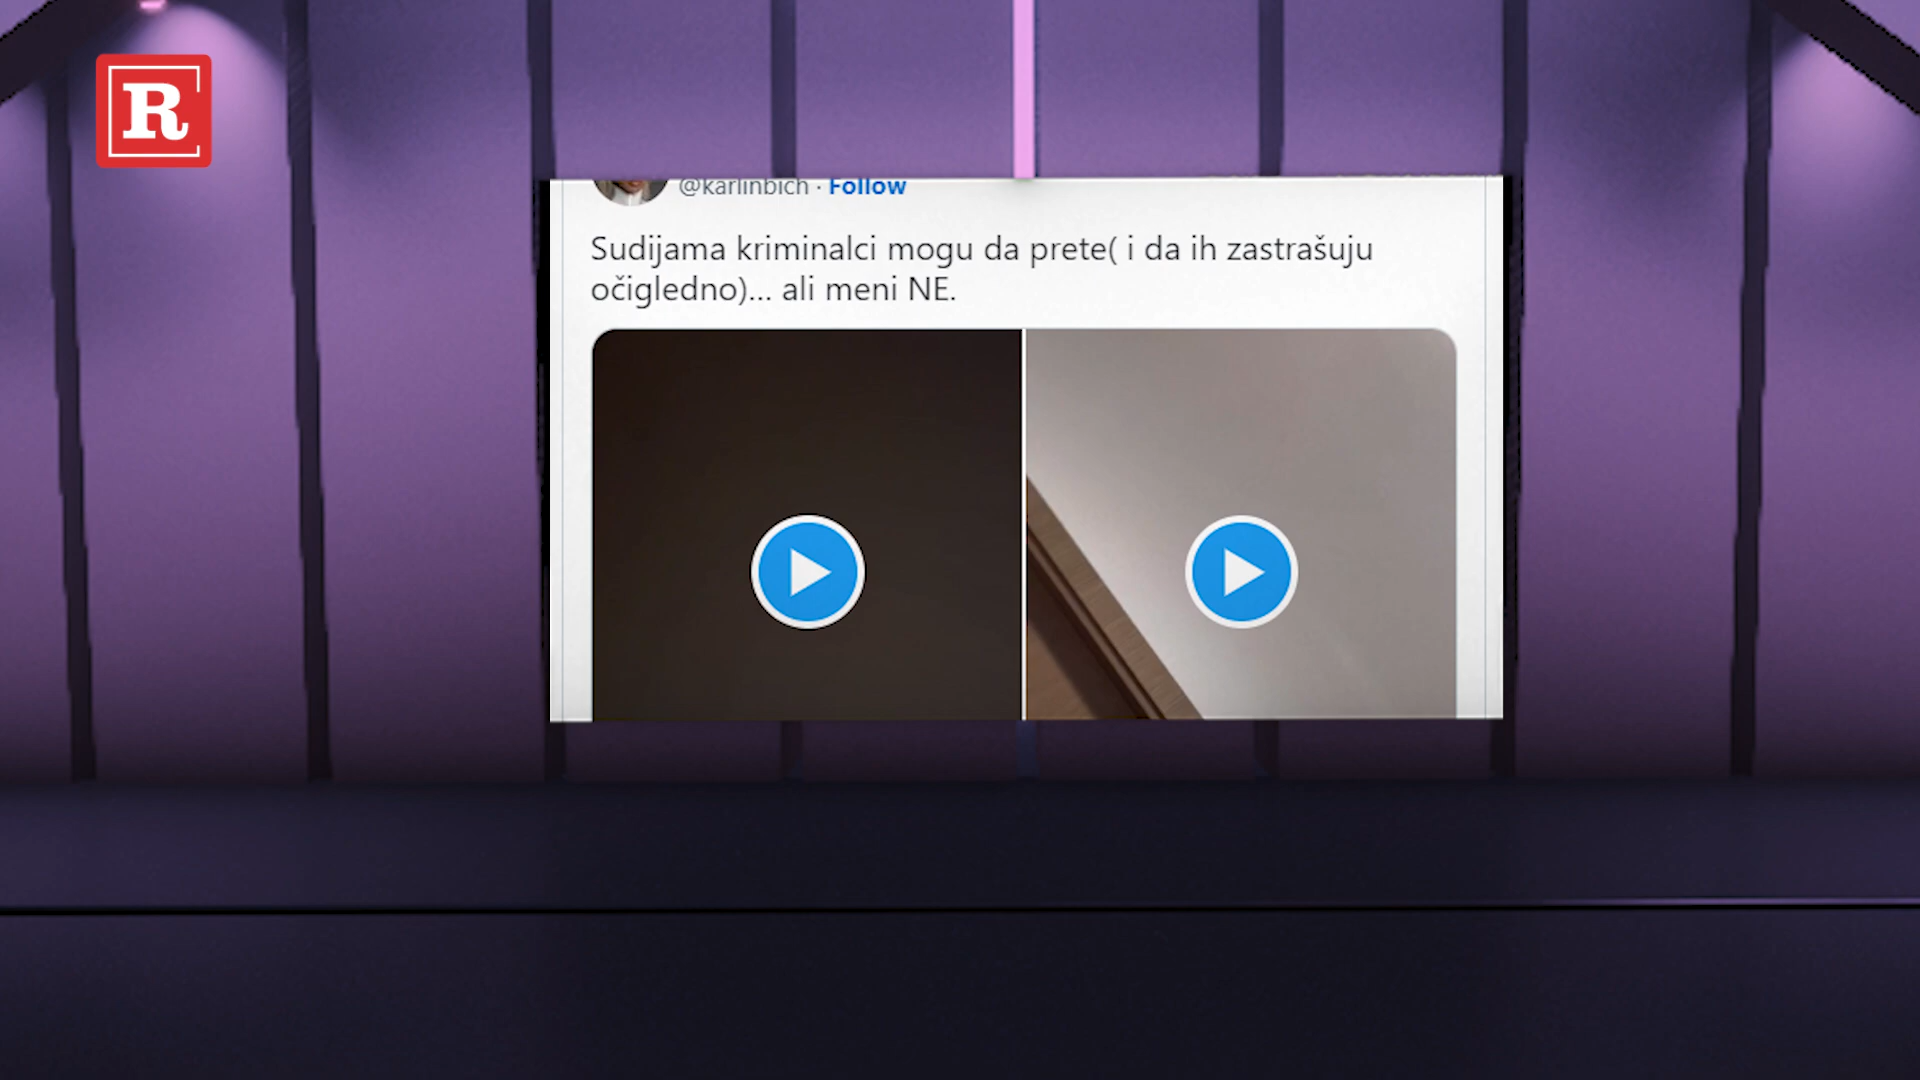 R
@karlinbich · Follow
Sudijama kriminalci mogu da prete( i da ih zastrašuju
očigledno)... ali meni NE.